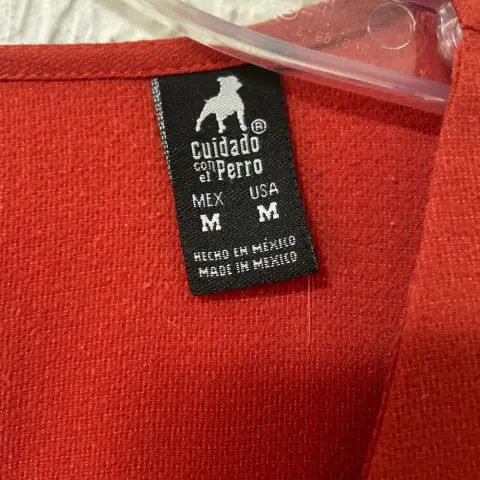 Cuidado ®
con el Perro
MEX USA
M M
HECHO EN MÉXICO
MADE IN MEXICO